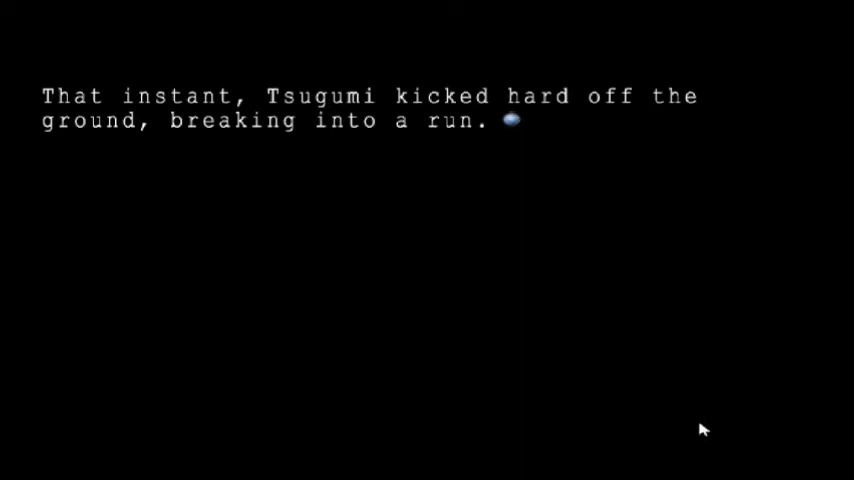 That instant, Tsugumi kicked hard off the
ground, breaking into a run.